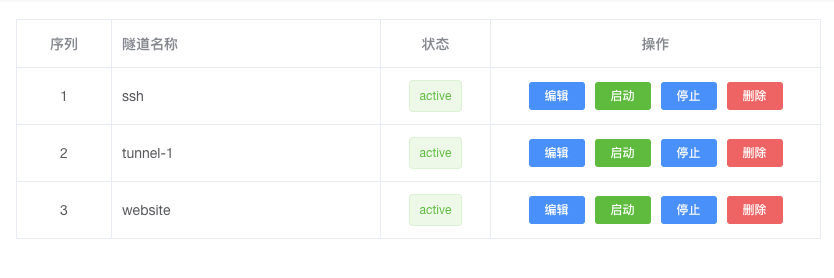 序列 隧道名称 状态 操作
1 ssh active 编辑 启动 停止 删除
2 tunnel-1 active 编辑 启动 停止 删除
3 website active 编辑 启动 停止 删除